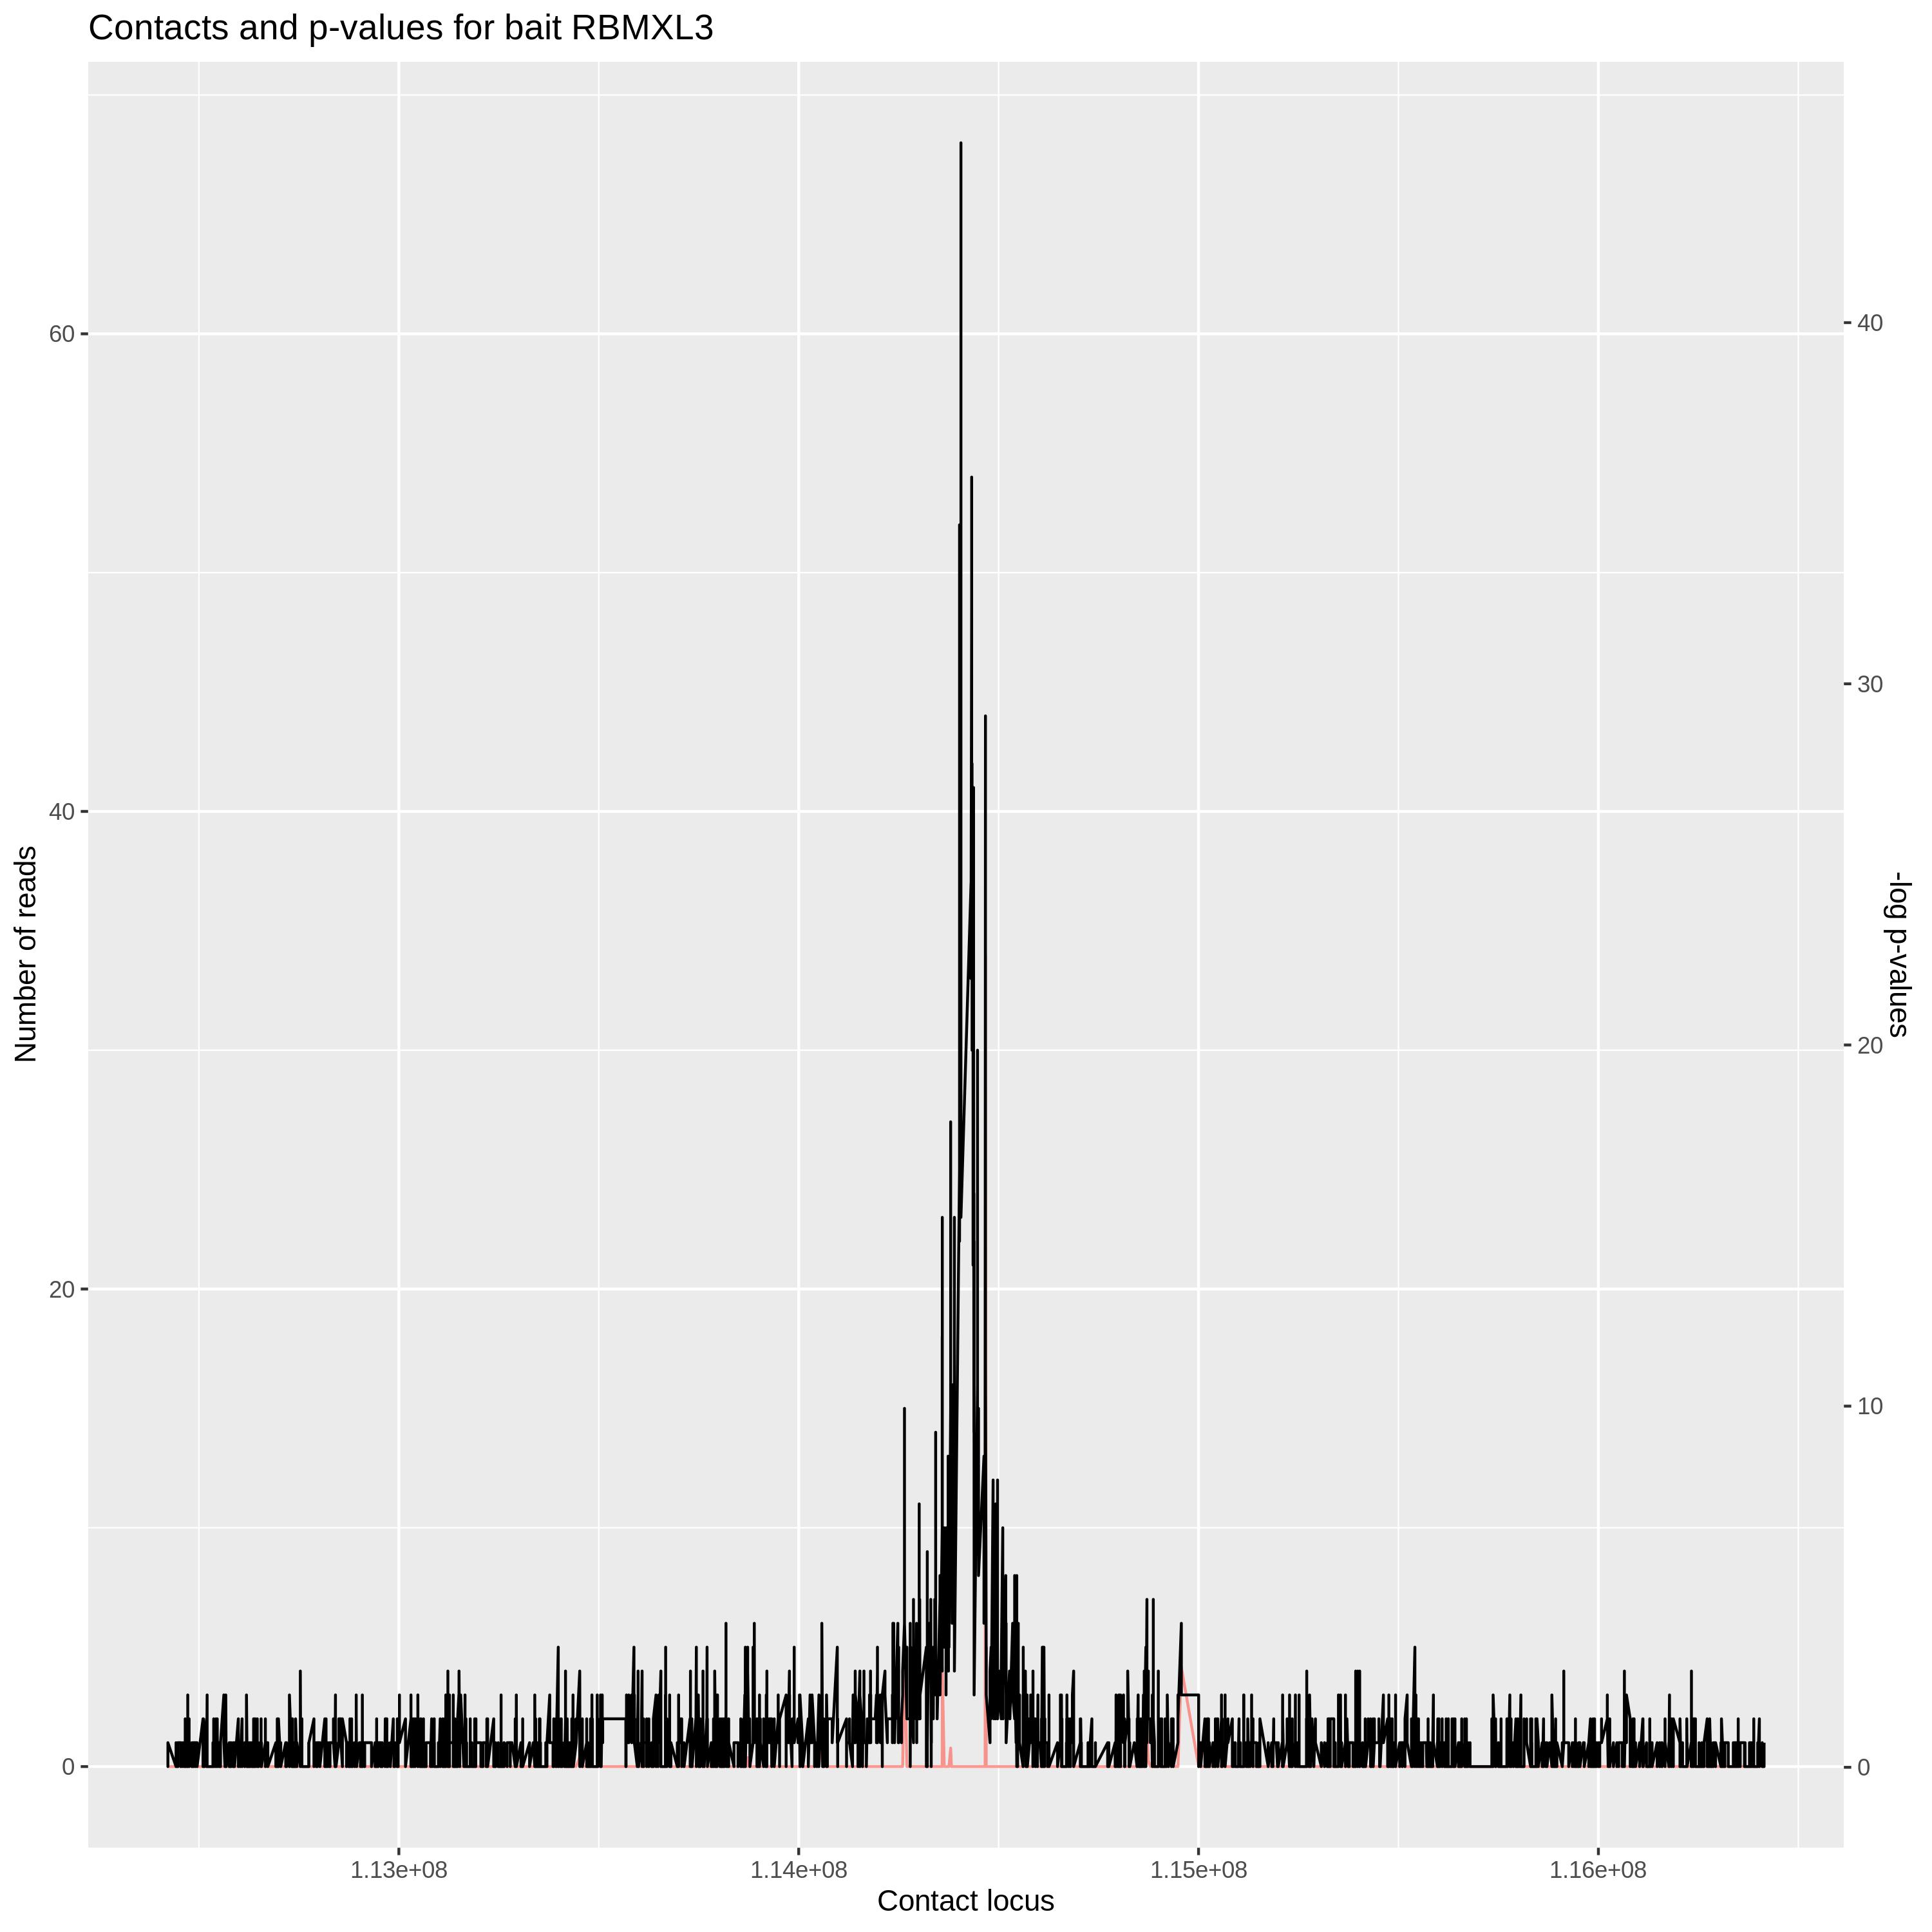 Contacts and p-values for bait RBMXL3
60
40
20
0
Number of reads
40
30
20
10
0
-log p-values
1.13e+08 1.14e+08 1.15e+08 1.16e+08
Contact locus